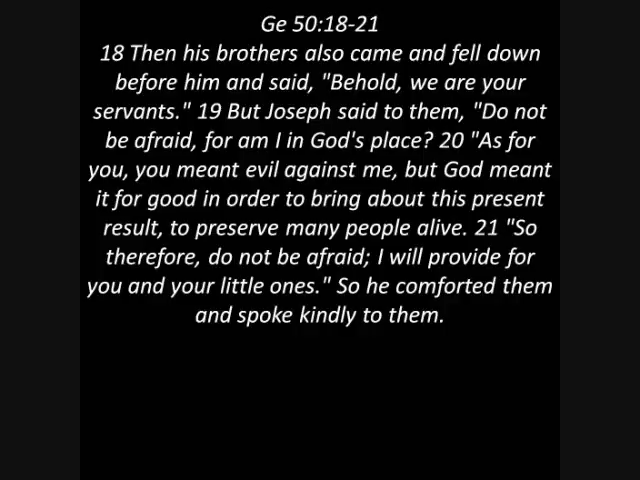 Ge 50:18-21
18 Then his brothers also came and fell down
before him and said, "Behold, we are your
servants." 19 But Joseph said to them, "Do not
be afraid, for am I in God's place? 20 "As for
you, you meant evil against me, but God meant
it for good in order to bring about this present
result, to preserve many people alive. 21 "So
therefore, do not be afraid; I will provide for
you and your little ones." So he comforted them
and spoke kindly to them.